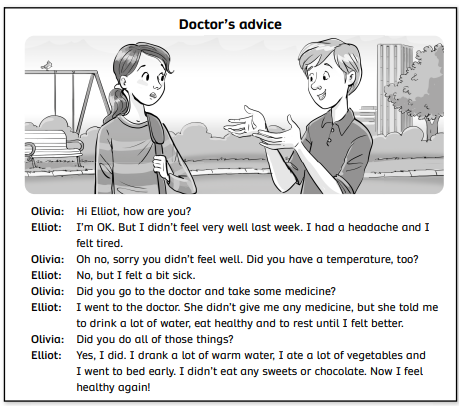 Doctor's advice
Olivia: Hi Elliot, how are you?
Elliot: I'm OK. But I didn't feel very well last week. I had a headache and I
felt tired.
Olivia: Oh no, sorry you didn't feel well. Did you have a temperature, too?
Elliot: No, but I felt a bit sick.
Olivia: Did you go to the doctor and take some medicine?
Elliot: I went to the doctor. She didn't give me any medicine, but she told me
to drink a lot of water, eat healthy and to rest until I felt better.
Olivia: Did you do all of those things?
Elliot: Yes, I did. I drank a lot of warm water, I ate a lot of vegetables and
I went to bed early. I didn't eat any sweets or chocolate. Now I feel
healthy again!